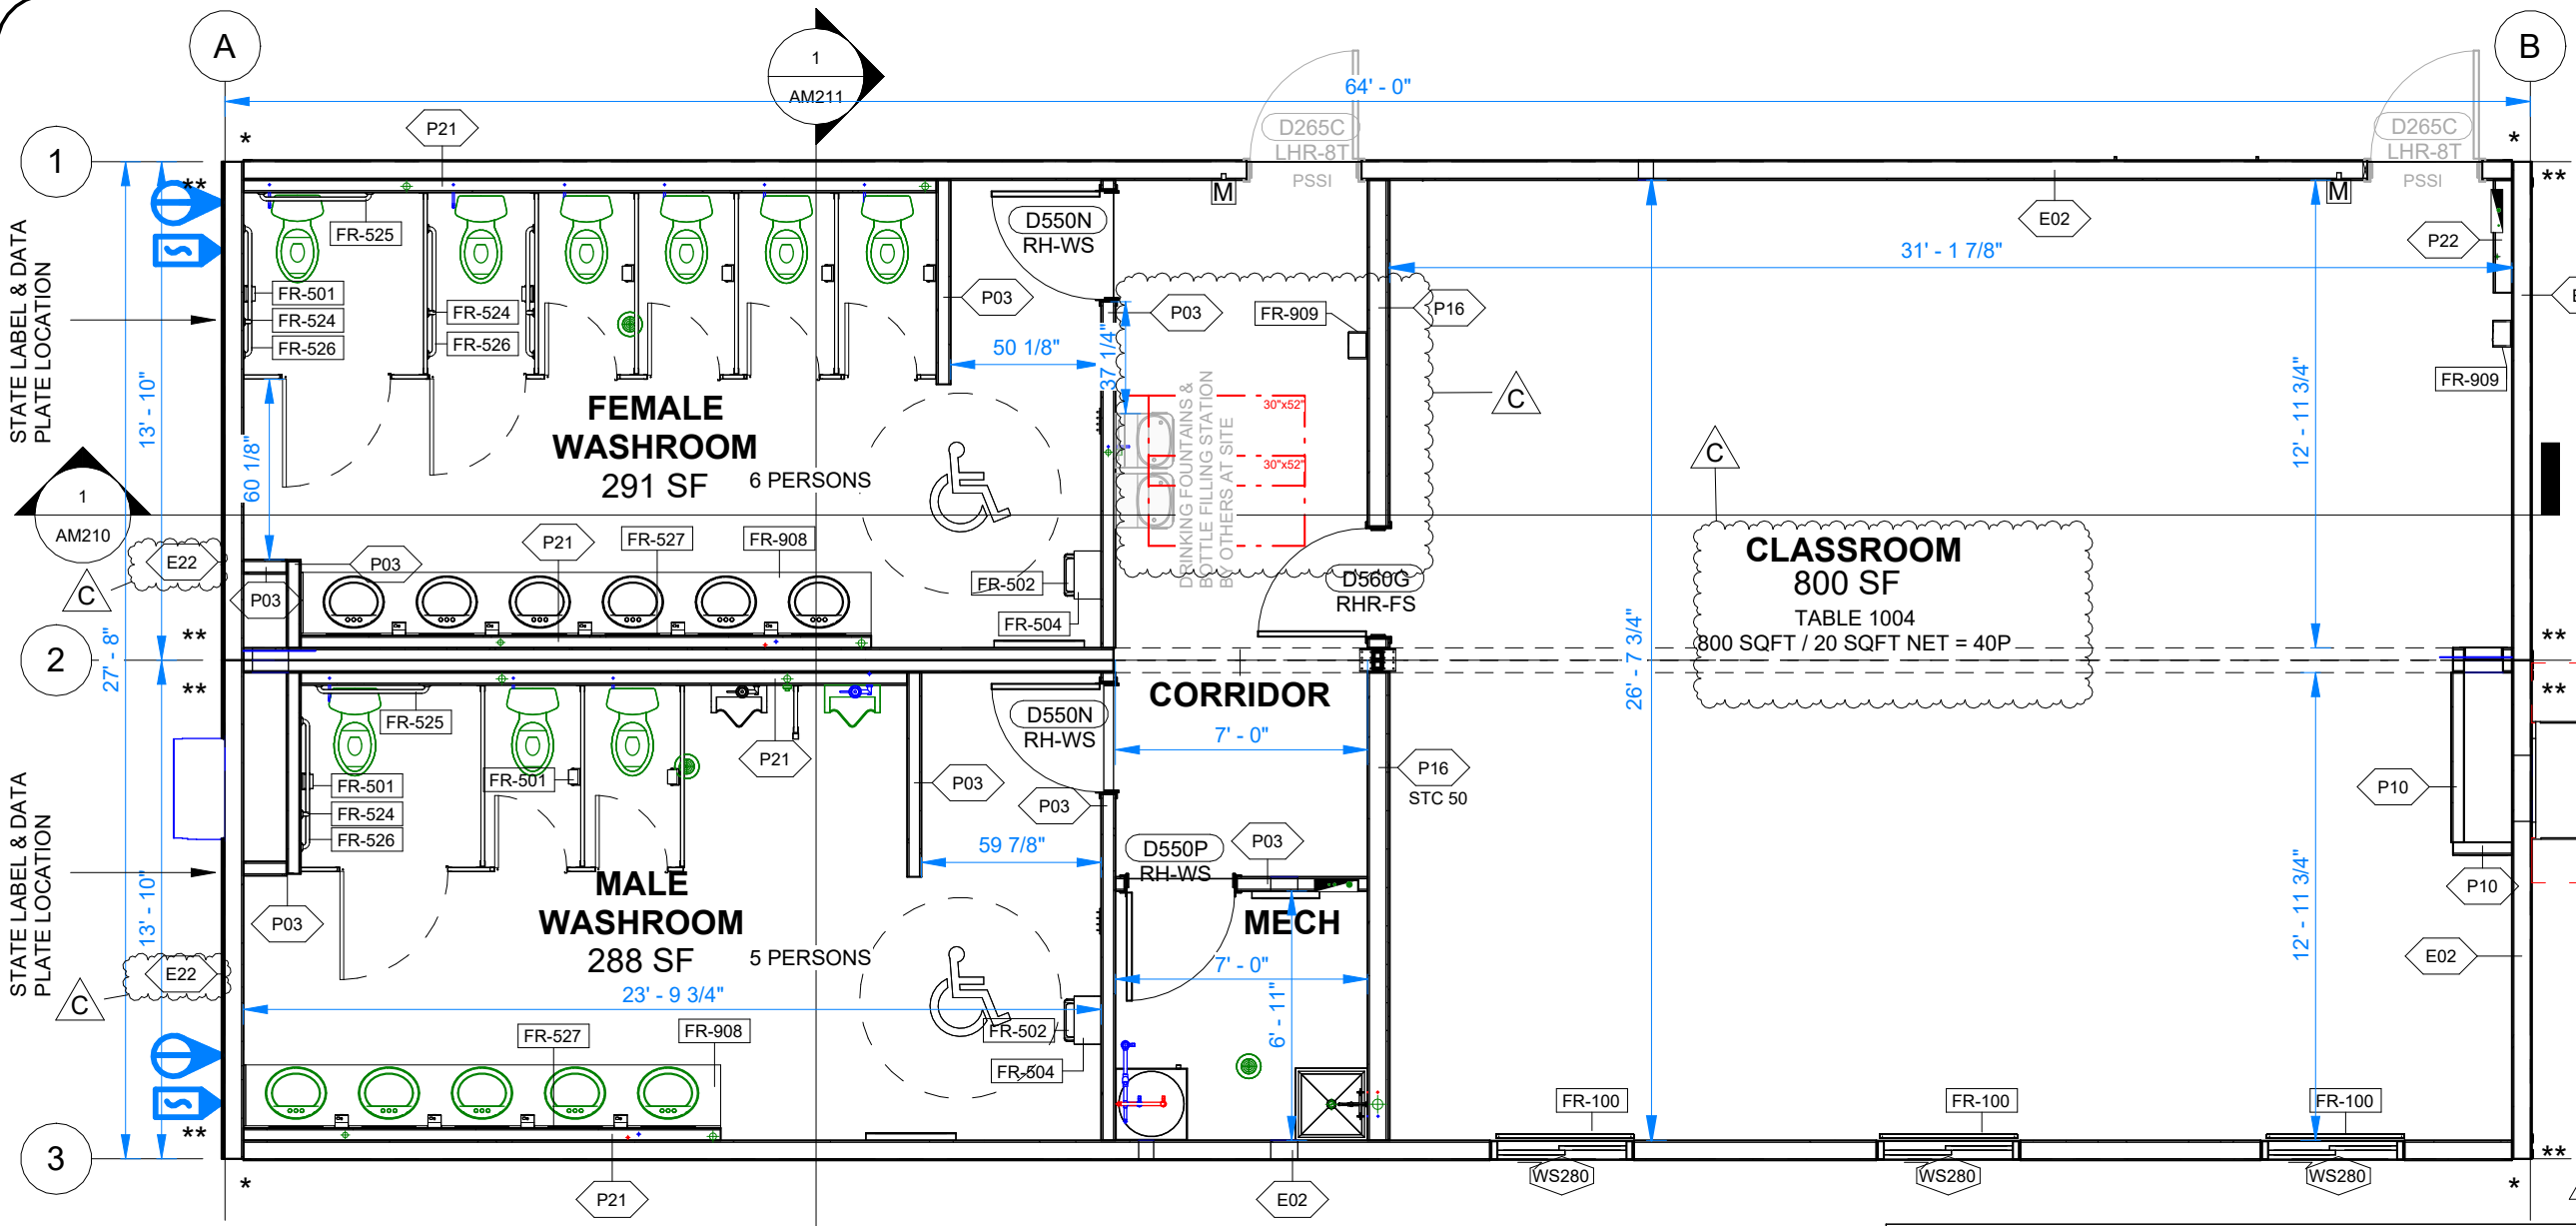 A
B
1
AM211
64' - 0"
D265C
LHR-8T
PSSI
D265C
LHR-8T
PSSI
*
*
P21
1
**
**
M
M
E02
P22
D550N
RH-WS
FR-525
31' - 1 7/8"
STATE LABEL & DATA
PLATE LOCATION
FR-501
FR-524
FR-526
FR-524
FR-526
P03
P03
FR-909
P16
50 1/8"
37 1/4"
FR-909
C
13' - 10"
60 1/8"
FEMALE
WASHROOM
291 SF
6 PERSONS
30"x52"
30"x52"
DRINKING FOUNTAINS &
BOTTLE FILLING STATION
BY OTHERS AT SITE
12' - 11 3/4"
C
1
AM210
E22
C
P03
P03
P21
FR-527
FR-908
FR-502
FR-504
D560G
RHR-FS
CLASSROOM
800 SF
TABLE 1004
800 SQFT / 20 SQFT NET = 40P
2
**
**
**
**
27' - 8"
26' - 7 3/4"
FR-525
P21
D550N
RH-WS
CORRIDOR
7' - 0"
P16
STC 50
STATE LABEL & DATA
PLATE LOCATION
FR-501
FR-524
FR-526
FR-501
P03
P03
P10
P10
59 7/8"
D550P
RH-WS
P03
P03
MALE
WASHROOM
288 SF
5 PERSONS
MECH
7' - 0"
6' - 11"
13' - 10"
12' - 11 3/4"
E02
E22
C
23' - 9 3/4"
FR-527
FR-908
FR-502
FR-504
FR-100
FR-100
FR-100
**
**
3
WS280
WS280
WS280
*
*
P21
E02